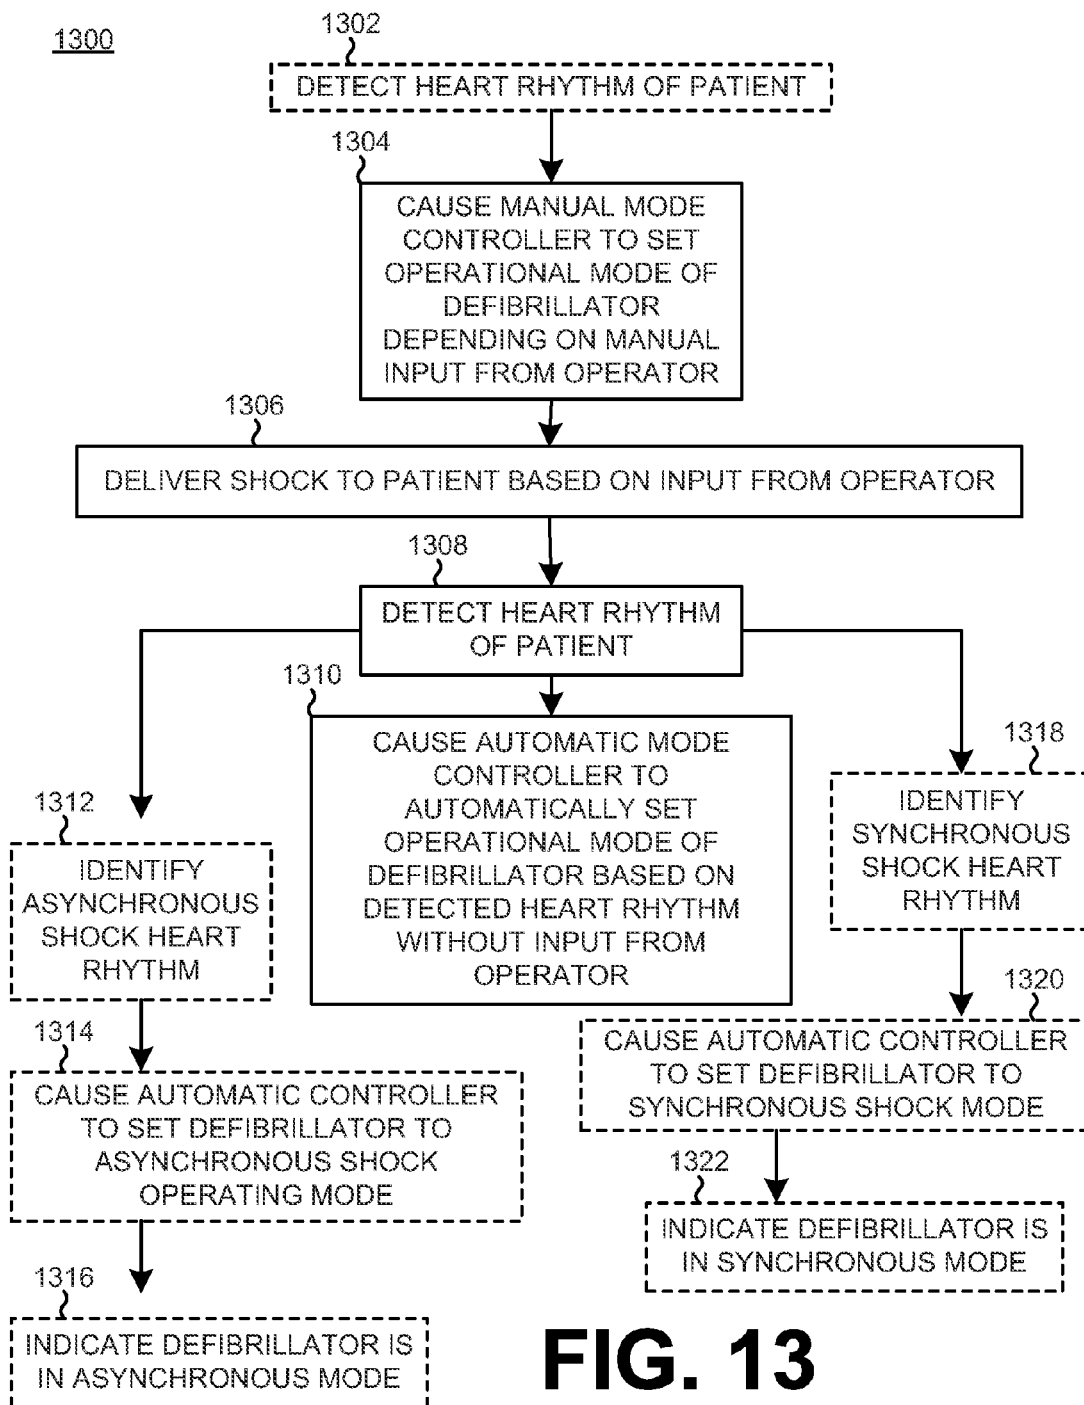 1300
1302
DETECT HEART RHYTHM OF PATIENT
1304
CAUSE MANUAL MODE
CONTROLLER TO SET
OPERATIONAL MODE OF
DEFIBRILLATOR
DEPENDING ON MANUAL
INPUT FROM OPERATOR
1306
DELIVER SHOCK TO PATIENT BASED ON INPUT FROM OPERATOR
1308
DETECT HEART RHYTHM
OF PATIENT
1310
CAUSE AUTOMATIC MODE
CONTROLLER TO
AUTOMATICALLY SET
OPERATIONAL MODE OF
DEFIBRILLATOR BASED ON
DETECTED HEART RHYTHM
WITHOUT INPUT FROM
OPERATOR
1312
IDENTIFY
ASYNCHRONOUS
SHOCK HEART
RHYTHM
1314
CAUSE AUTOMATIC CONTROLLER
TO SET DEFIBRILLATOR TO
ASYNCHRONOUS SHOCK
OPERATING MODE
1316
INDICATE DEFIBRILLATOR IS
IN ASYNCHRONOUS MODE
1318
IDENTIFY
SYNCHRONOUS
SHOCK HEART
RHYTHM
1320
CAUSE AUTOMATIC CONTROLLER
TO SET DEFIBRILLATOR TO
SYNCHRONOUS SHOCK MODE
1322
INDICATE DEFIBRILLATOR IS
IN SYNCHRONOUS MODE
FIG. 13